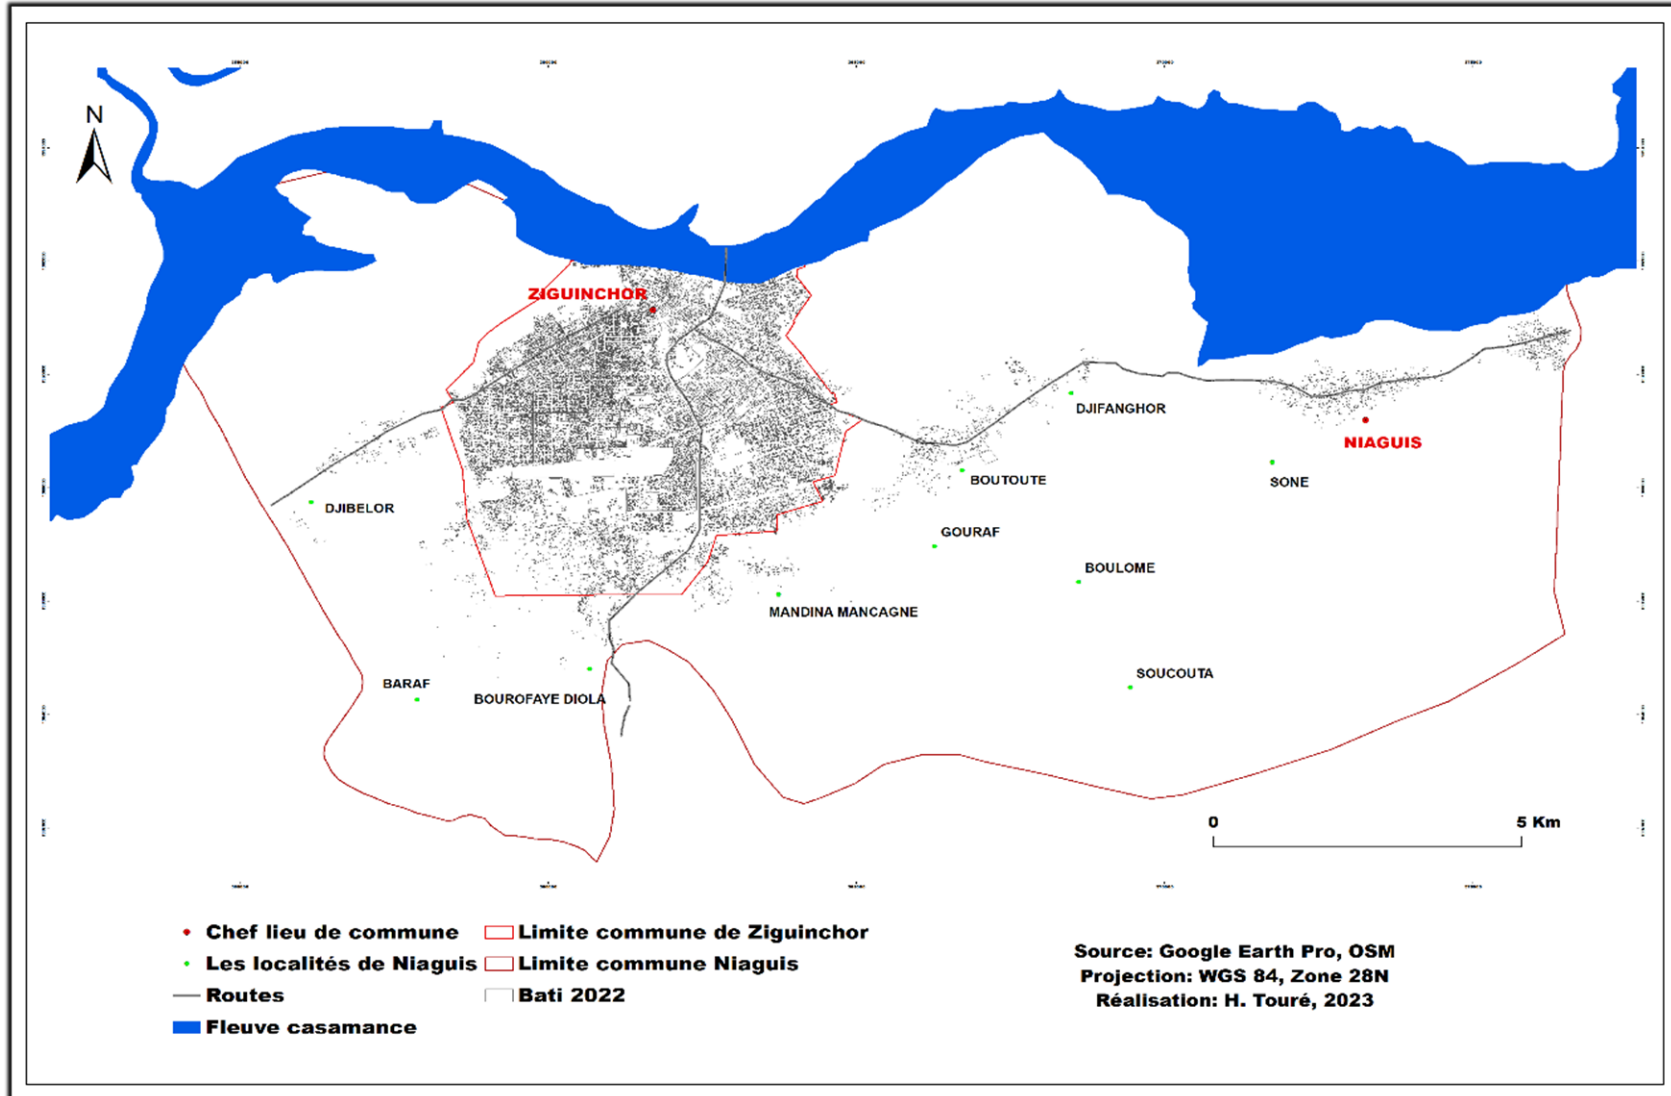 N
ZIGUINCHOR
DJIFANGHOR
NIAGUIS
BOUTOUTE
SONE
DJIBELOR
GOURAF
BOULOME
MANDINA MANCAGNE
SOUCOUTA
BARAF
BOUROFAYE DIOLA
0 5 Km
Chef lieu de commune
Limite commune de Ziguinchor
Les localités de Niaguis
Limite commune Niaguis
Routes
Bati 2022
Fleuve casamance
Source: Google Earth Pro, OSM
Projection: WGS 84, Zone 28N
Réalisation: H. Touré, 2023